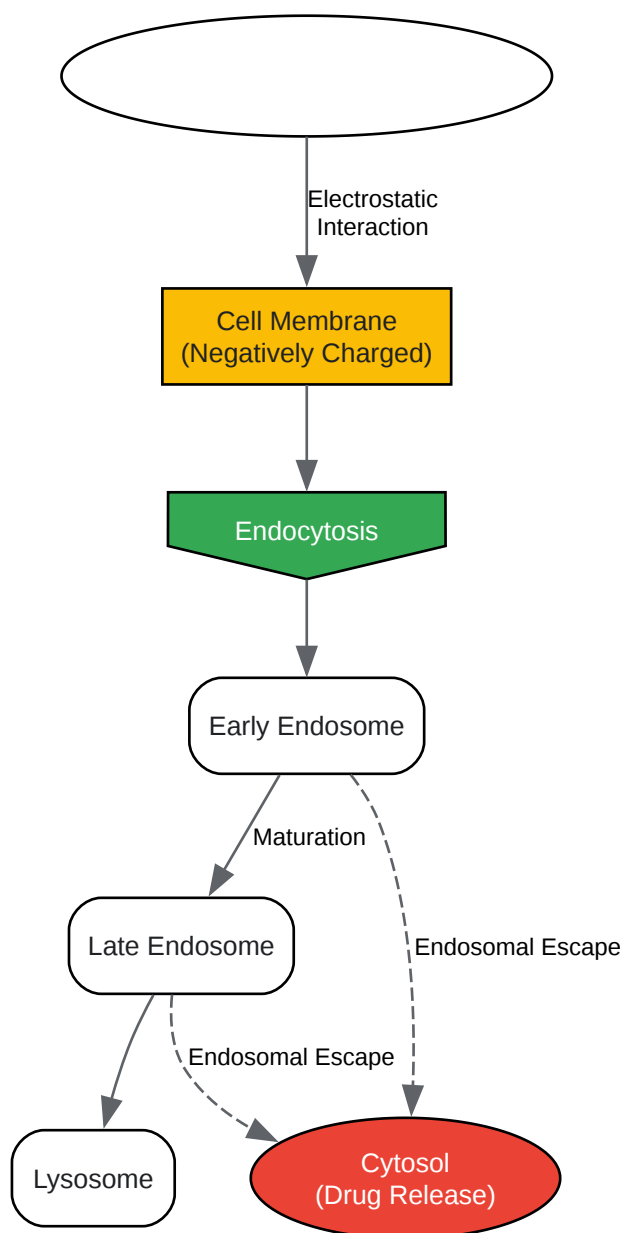 Electrostatic
Interaction
Cell Membrane
(Negatively Charged)
Endocytosis
Early Endosome
Maturation
Late Endosome
Endosomal Escape
Endosomal Escape
Lysosome
Cytosol
(Drug Release)